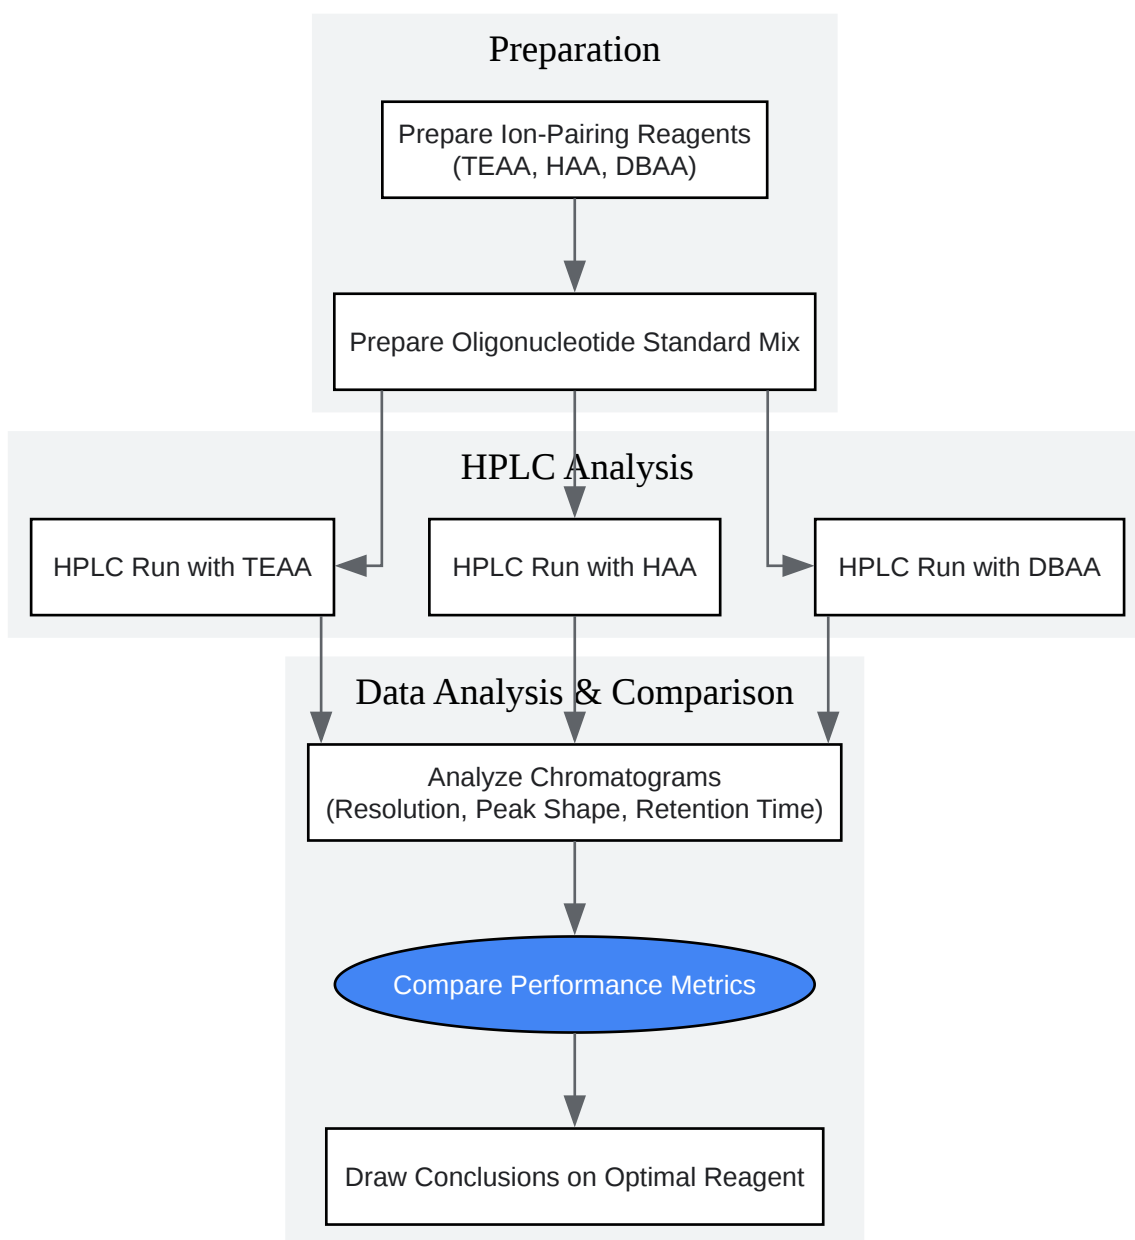 Preparation
Prepare Ion-Pairing Reagents
(TEAA, HAA, DBAA)
Prepare Oligonucleotide Standard Mix
HPLC Analysis
HPLC Run with TEAA
HPLC Run with HAA
HPLC Run with DBAA
Data Analysis & Comparison
Analyze Chromatograms
(Resolution, Peak Shape, Retention Time)
Compare Performance Metrics
Draw Conclusions on Optimal Reagent